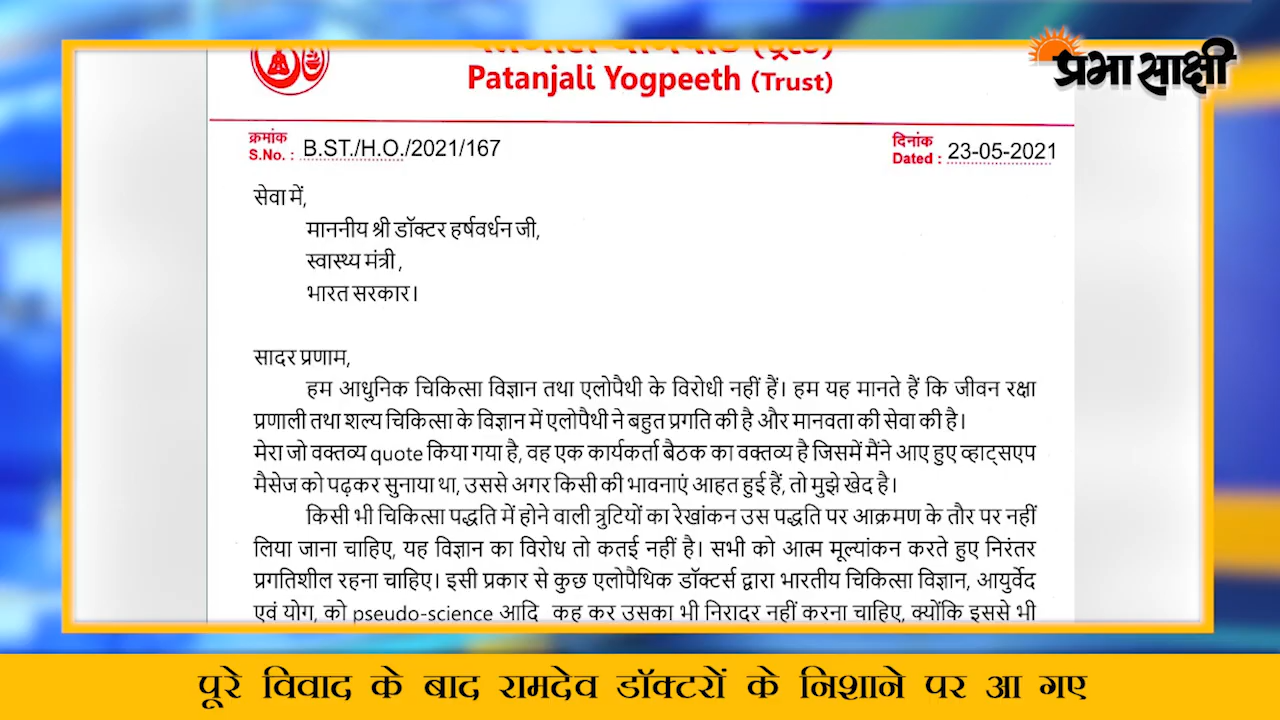 प्रभा साक्षी
Patanjali Yogpeeth (Trust)
क्रमांक
S.No. : B.ST./H.O./2021/167
दिनांक
Dated : 23-05-2021
सेवा में,
माननीय श्री डॉक्टर हर्षवर्धन जी,
स्वास्थ्य मंत्री,
भारत सरकार।
सादर प्रणाम,
हम आधुनिक चिकित्सा विज्ञान तथा एलोपैथी के विरोधी नहीं हैं। हम यह मानते हैं कि जीवन रक्षा
प्रणाली तथा शल्य चिकित्सा के विज्ञान में एलोपैथी ने बहुत प्रगति की है और मानवता की सेवा की है।
मेरा जो वक्तव्य quote किया गया है, वह एक कार्यकर्ता बैठक का वक्तव्य है जिसमें मैंने आए हुए व्हाट्सएप
मैसेज को पढ़कर सुनाया था, उससे अगर किसी की भावनाएं आहत हुई हैं, तो मुझे खेद है।
किसी भी चिकित्सा पद्धति में होने वाली त्रुटियों का रेखांकन उस पद्धति पर आक्रमण के तौर पर नहीं
लिया जाना चाहिए, यह विज्ञान का विरोध तो कतई नहीं है। सभी को आत्म मूल्यांकन करते हुए निरंतर
प्रगतिशील रहना चाहिए। इसी प्रकार से कुछ एलोपैथिक डॉक्टर्स द्वारा भारतीय चिकित्सा विज्ञान, आयुर्वेद
एवं योग, को pseudo-science आदि कह कर उसका भी निरादर नहीं करना चाहिए, क्योंकि इससे भी
पूरे विवाद के बाद रामदेव डॉक्टरों के निशाने पर आ गए